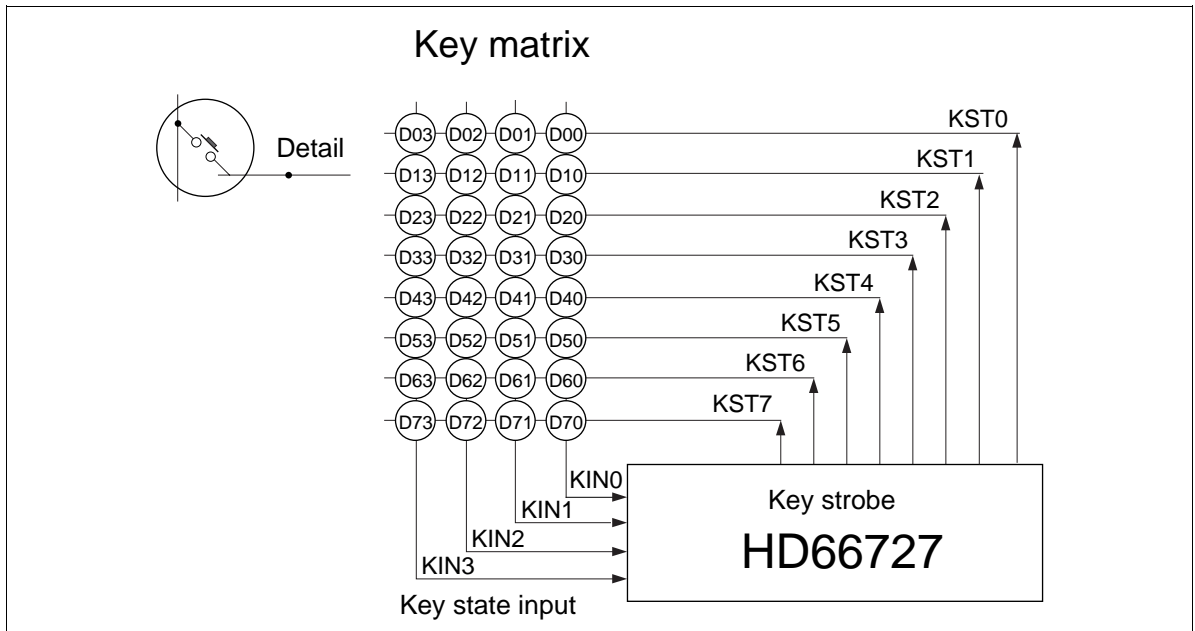 Key matrix
Detail
D03 D02 D01 D00 KST0
D13 D12 D11 D10 KST1
D23 D22 D21 D20 KST2
D33 D32 D31 D30 KST3
D43 D42 D41 D40 KST4
D53 D52 D51 D50 KST5
D63 D62 D61 D60 KST6
D73 D72 D71 D70 KST7
KIN0
KIN1
KIN2
KIN3
Key state input
Key strobe
HD66727